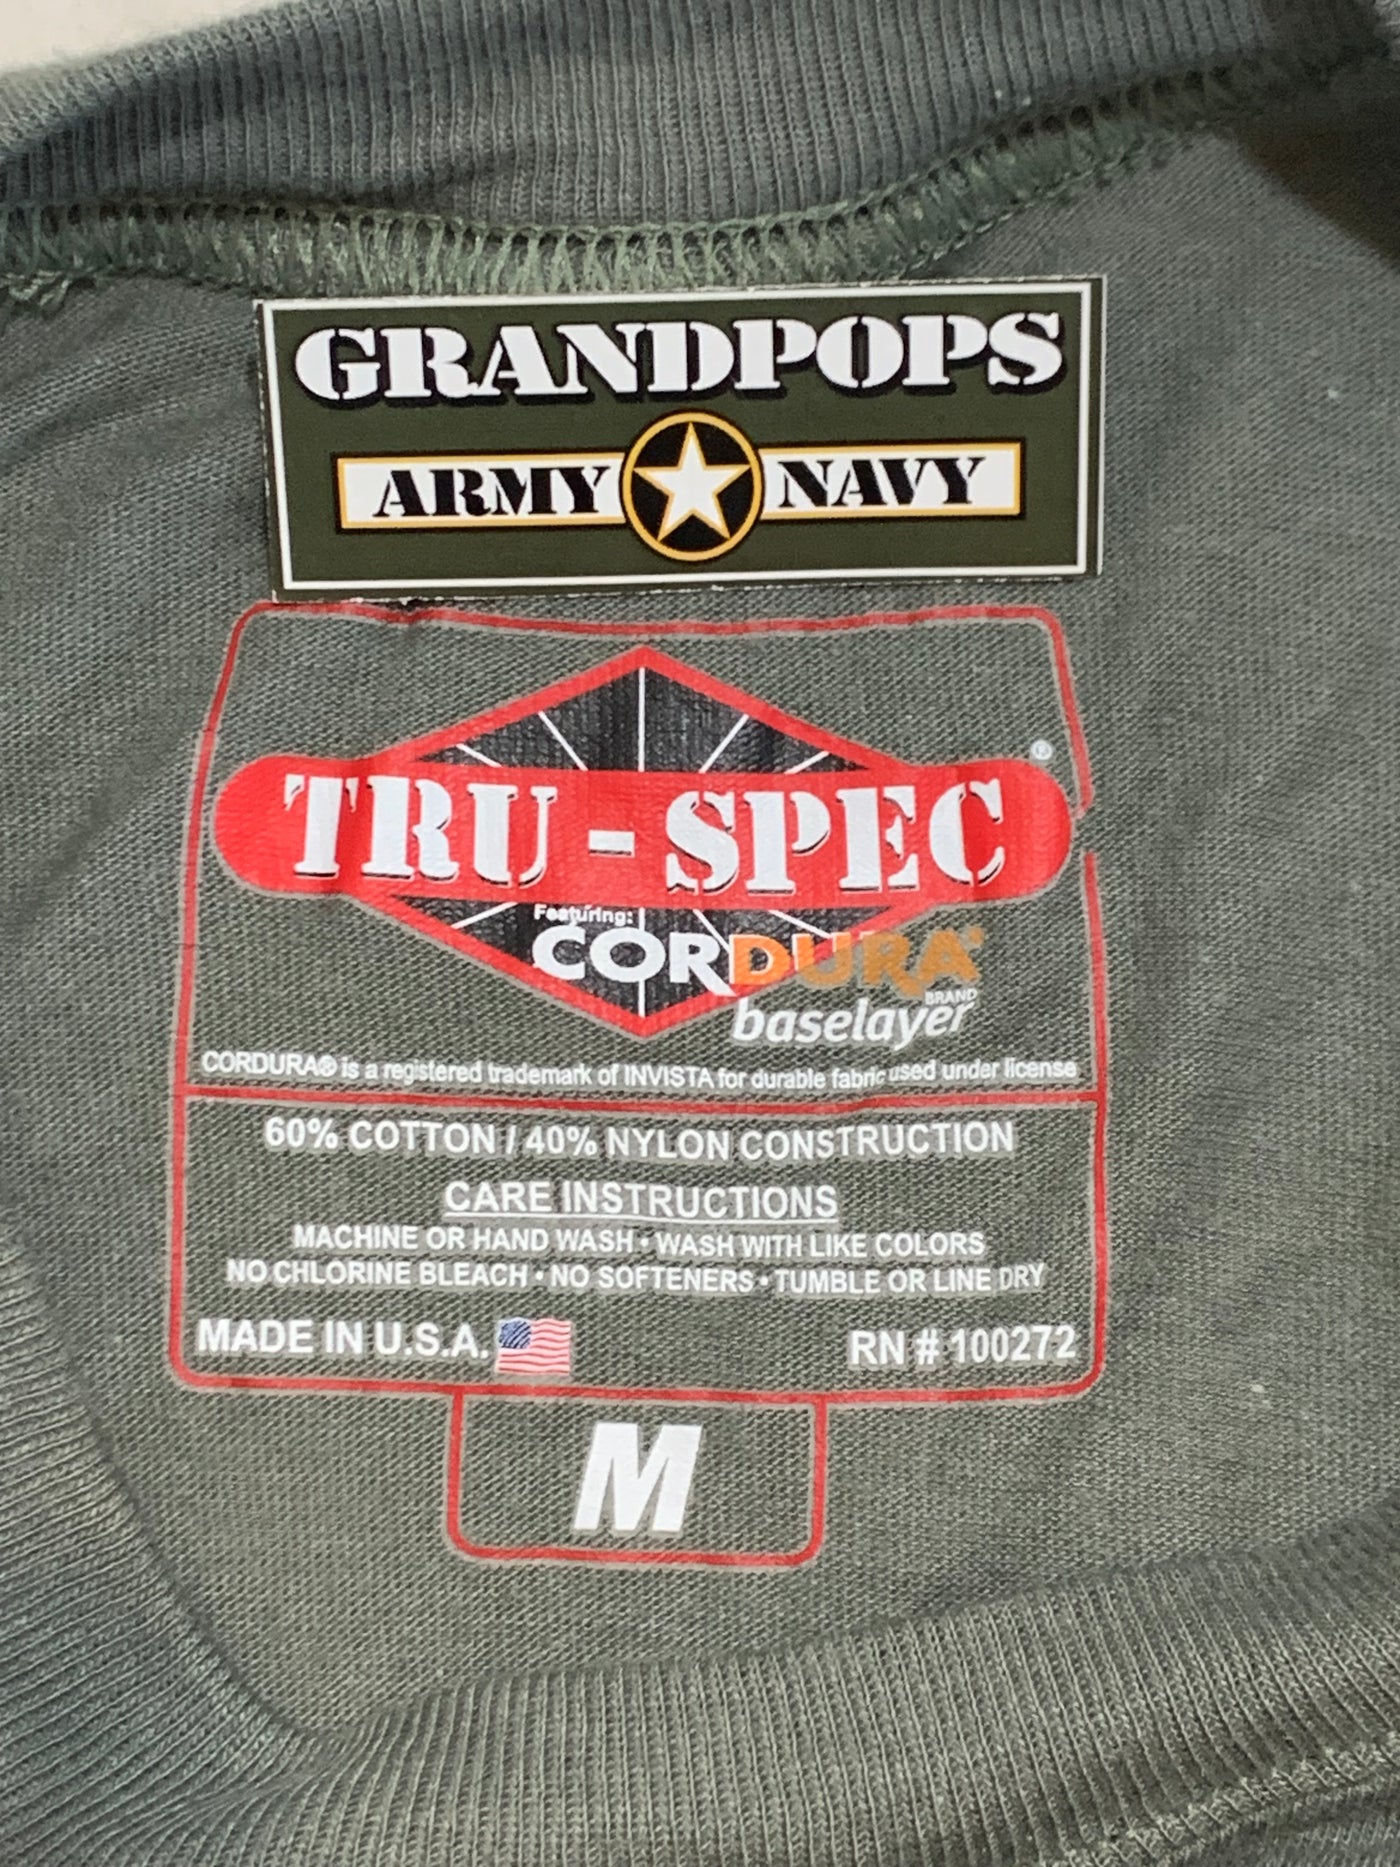 GRANDPOPS
ARMY NAVY
TRU-SPEC®
Featuring:
CORDURA®
BRAND
baselayer
CORDURA® is a registered trademark of INVISTA for durable fabric used under license
60% COTTON / 40% NYLON CONSTRUCTION
CARE INSTRUCTIONS
MACHINE OR HAND WASH • WASH WITH LIKE COLORS
NO CHLORINE BLEACH • NO SOFTENERS • TUMBLE OR LINE DRY
MADE IN U.S.A. RN # 100272
M